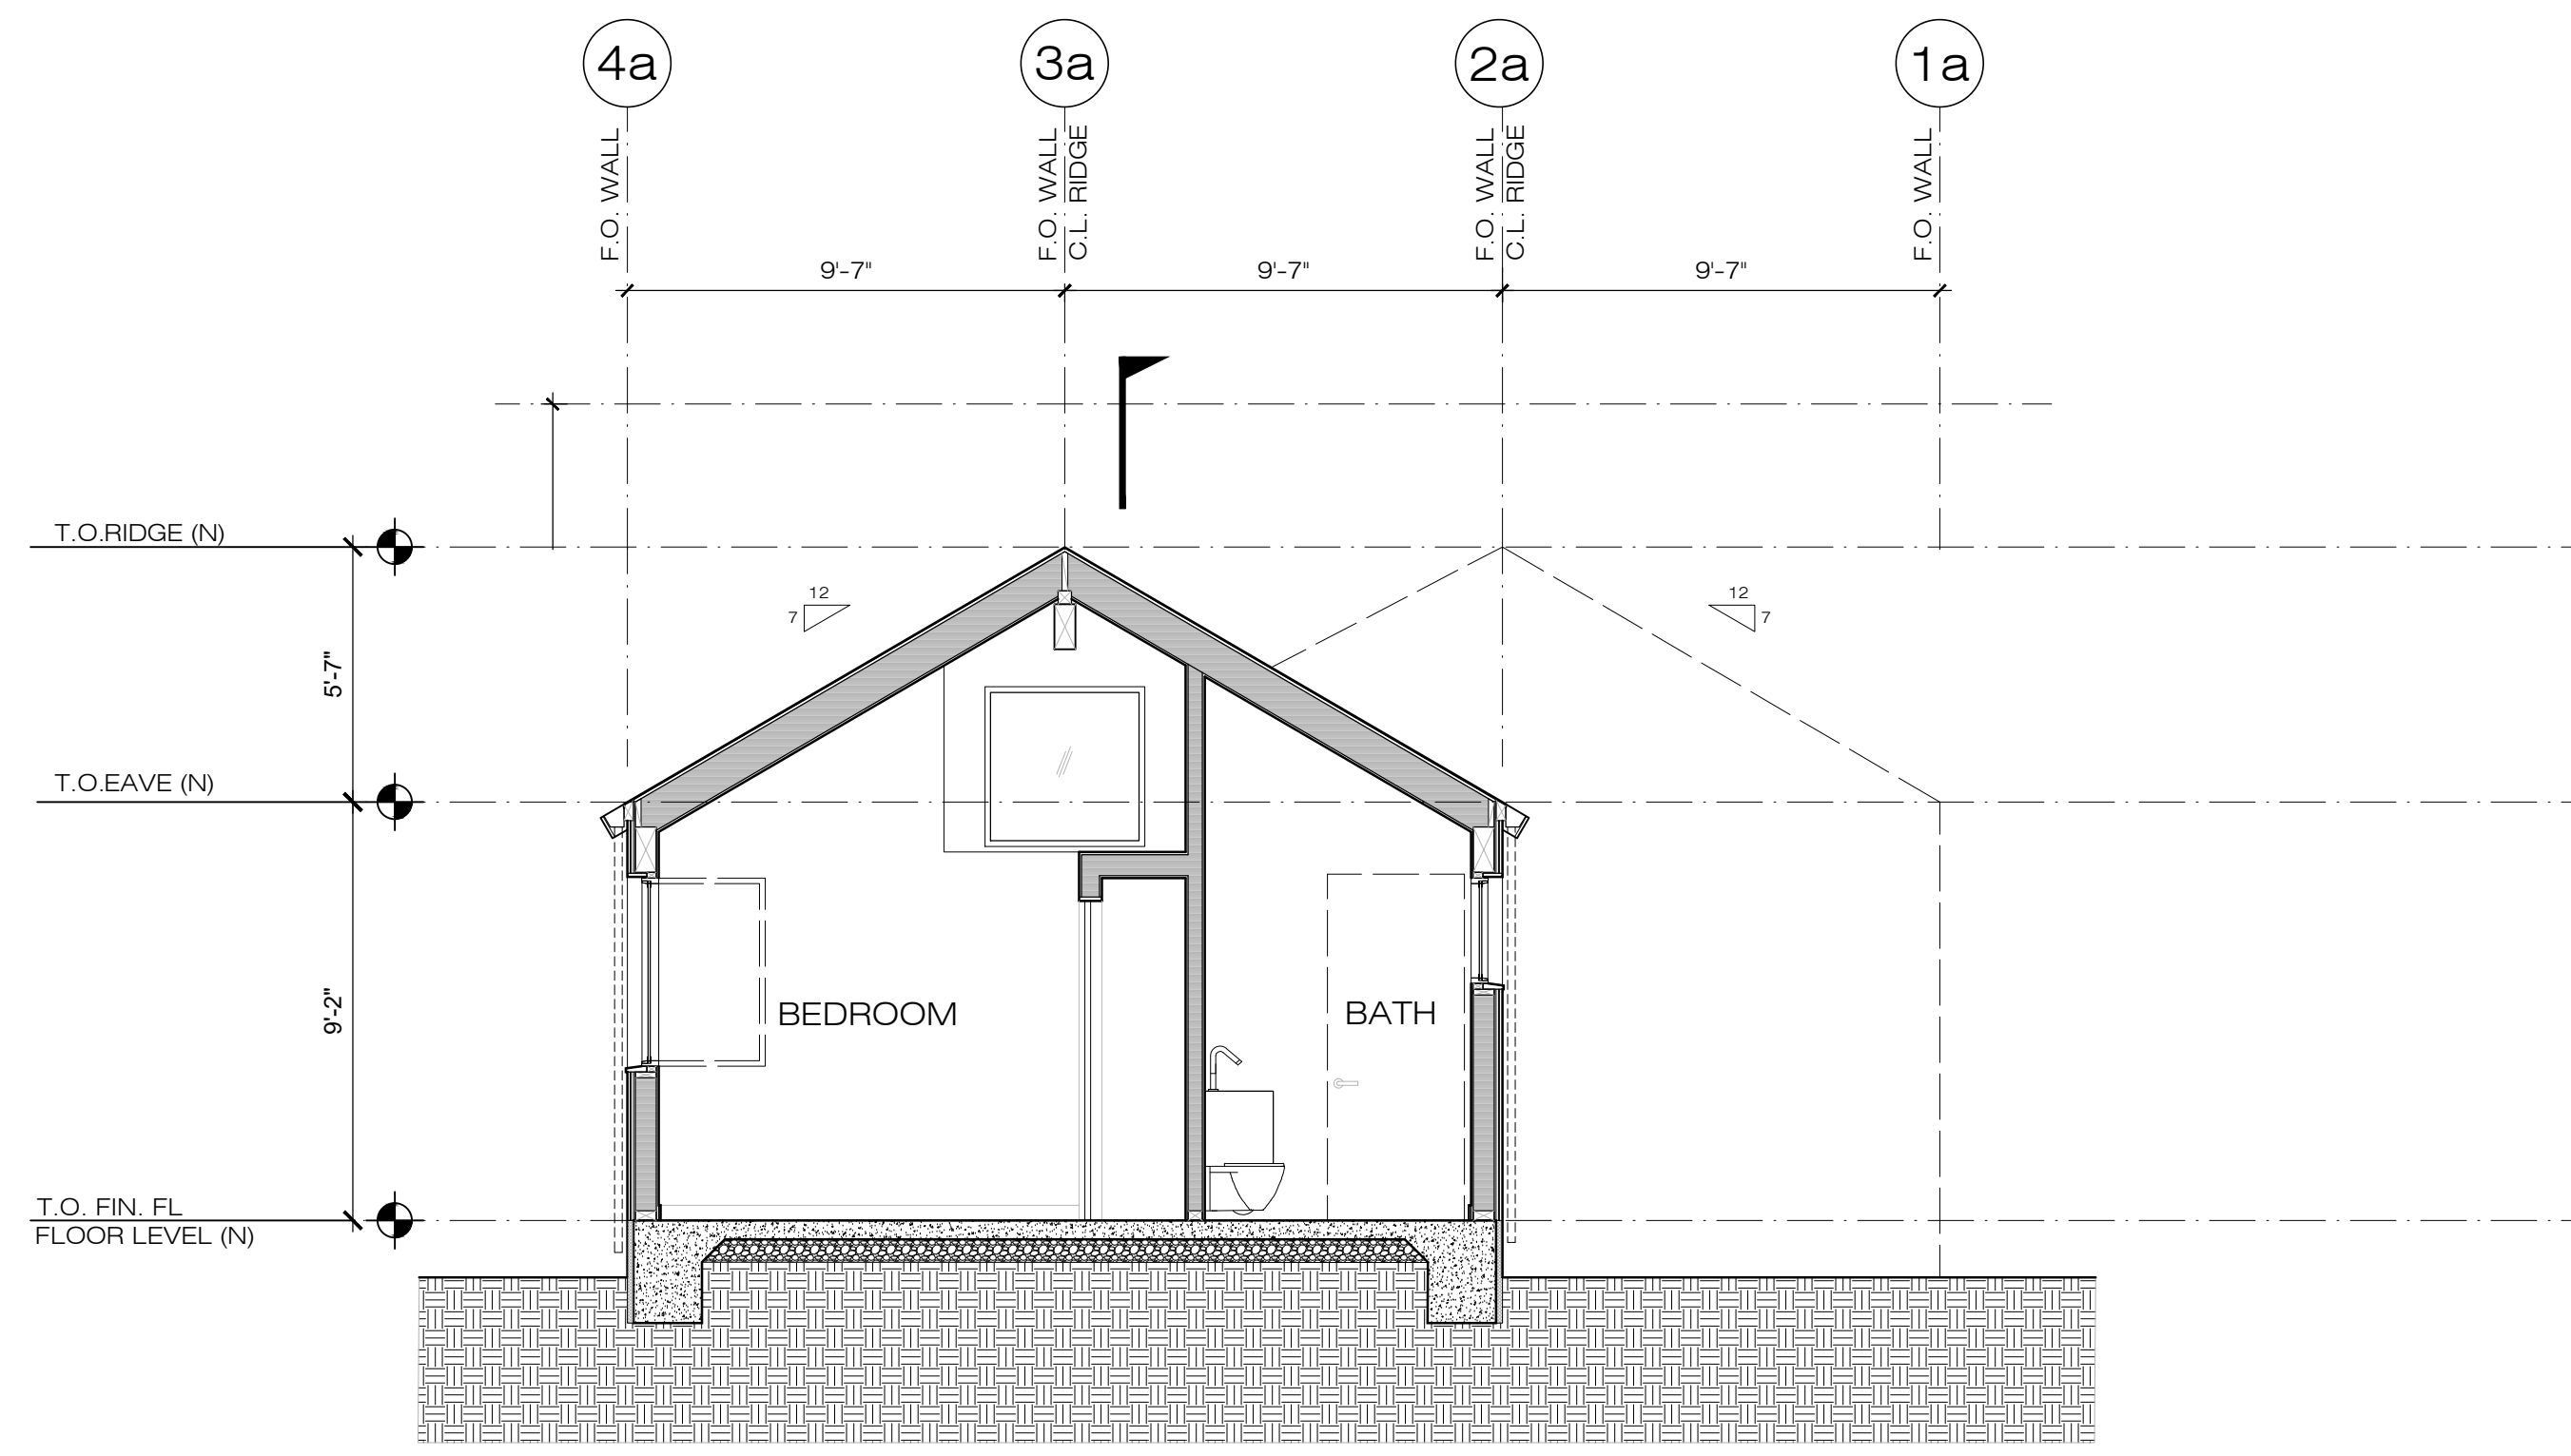 4a
3a
2a
1a
F.O. WALL
F.O. WALL
C.L. RIDGE
F.O. WALL
C.L. RIDGE
F.O. WALL
9'-7"
9'-7"
9'-7"
T.O.RIDGE (N)
12
7
12
7
5'-7"
T.O.EAVE (N)
9'-2"
BEDROOM
BATH
T.O. FIN. FL
FLOOR LEVEL (N)